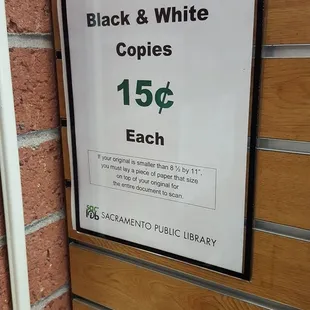 Black & White
Copies
15¢
Each
If your original is smaller than 8 ½ by 11",
you must lay a piece of paper that size
on top of your original for
the entire document to scan.
SACRAMENTO PUBLIC LIBRARY